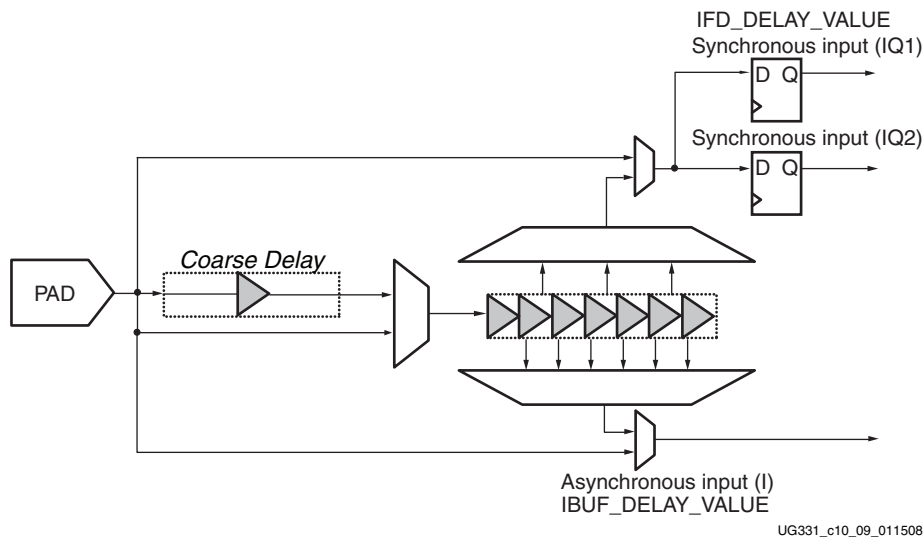 IFD_DELAY_VALUE
Synchronous input (IQ1)
D Q
Synchronous input (IQ2)
D Q
Coarse Delay
PAD
Asynchronous input (I)
IBUF_DELAY_VALUE
UG331_c10_09_011508